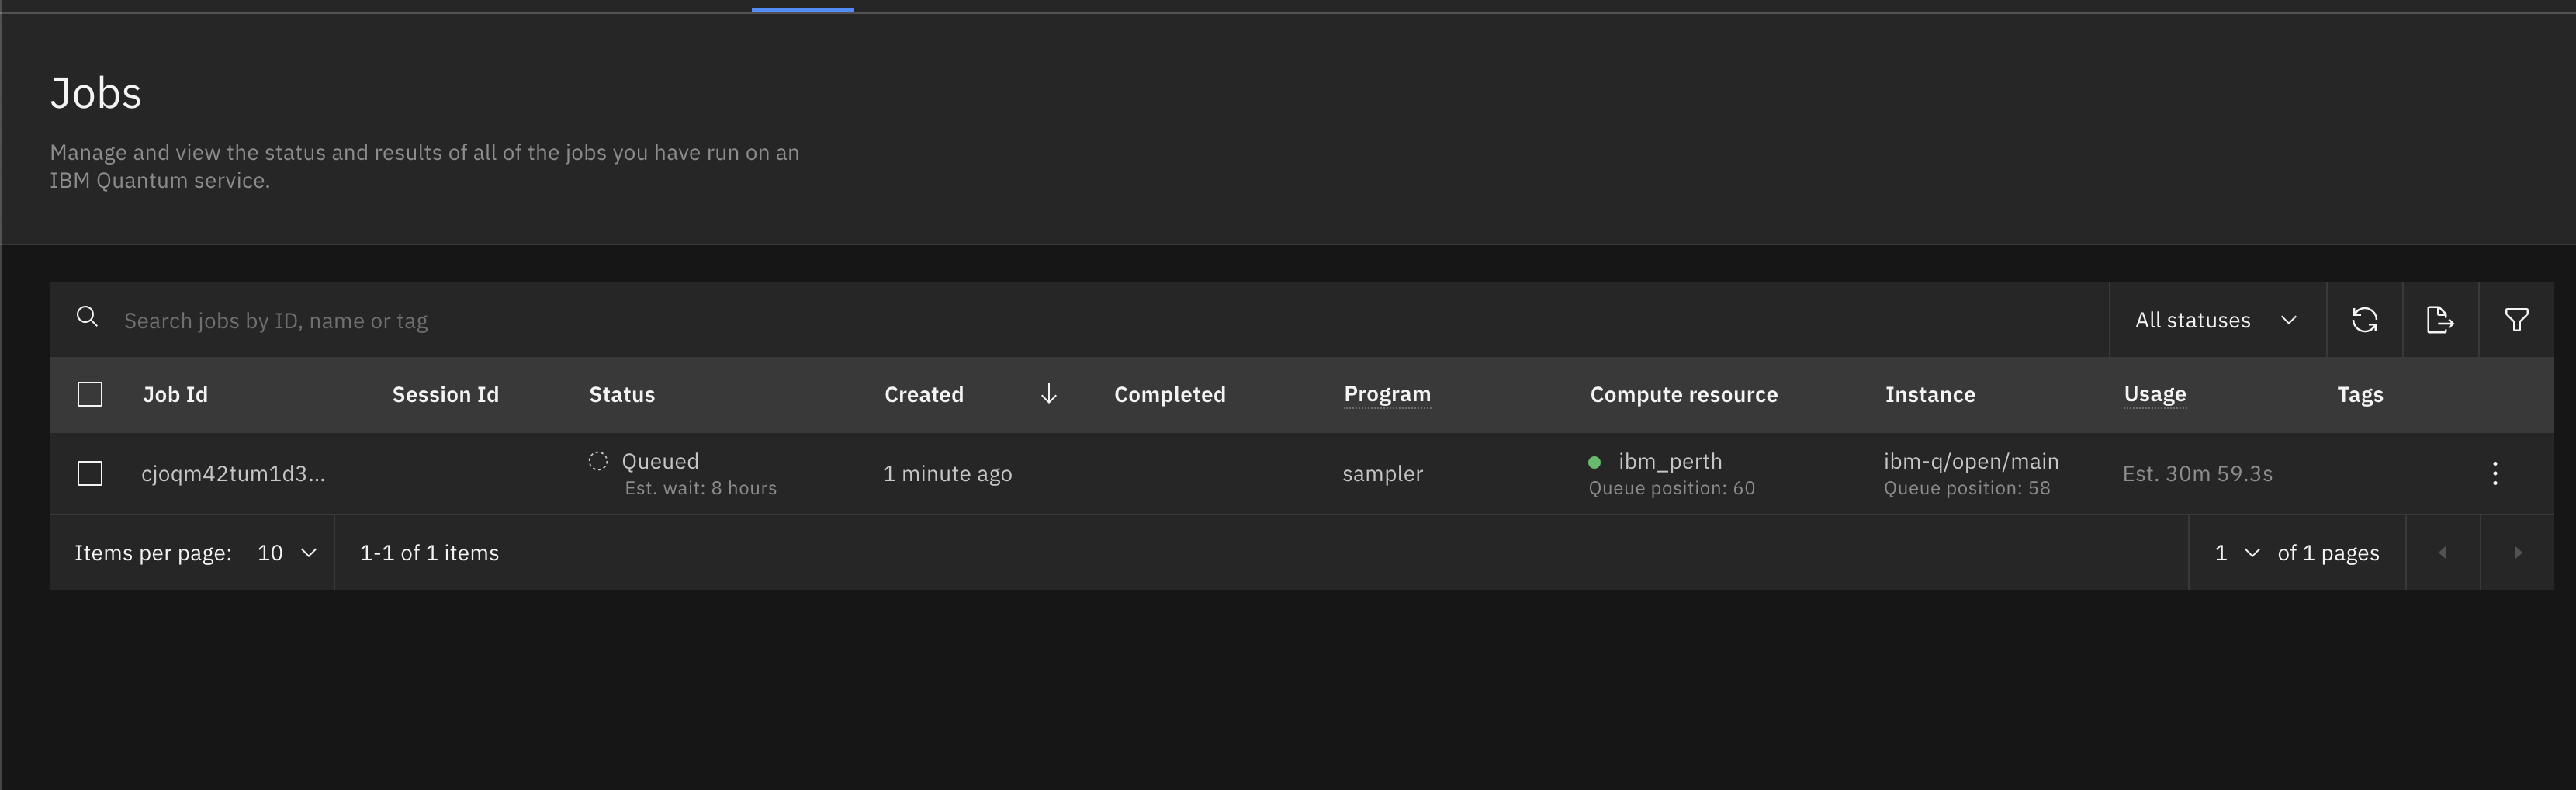 Jobs
Manage and view the status and results of all of the jobs you have run on an
IBM Quantum service.
Search jobs by ID, name or tag
All statuses
Job Id Session Id Status Created Completed Program Compute resource Instance Usage Tags
cjoqm42tum1d3... Queued 1 minute ago sampler ibm_perth ibm-q/open/main Est. 30m 59.3s
Est. wait: 8 hours Queue position: 60 Queue position: 58
Items per page: 10 1-1 of 1 items 1 of 1 pages